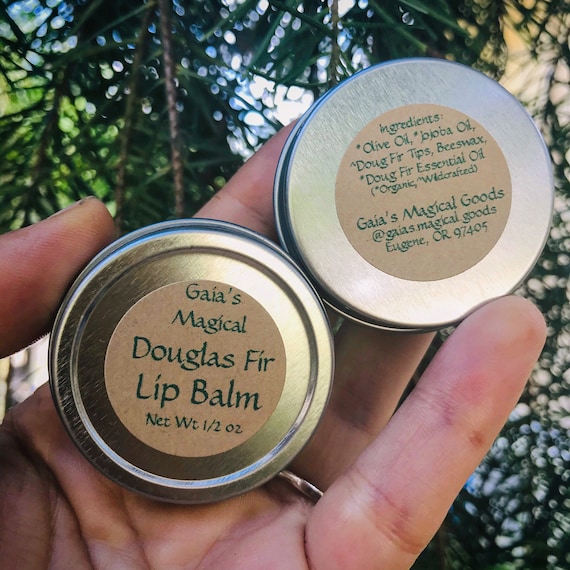 Gaia's
Magical
Douglas Fir
Lip Balm
Net Wt 1/2 oz
Ingredients:
*Olive Oil, *Jojoba Oil,
^Doug Fir Tips, Beeswax,
*Doug Fir Essential Oil
(*Organic,^Wildcrafted)
Gaia's Magical Goods
@gaias.magical.goods
Eugene, OR 97405